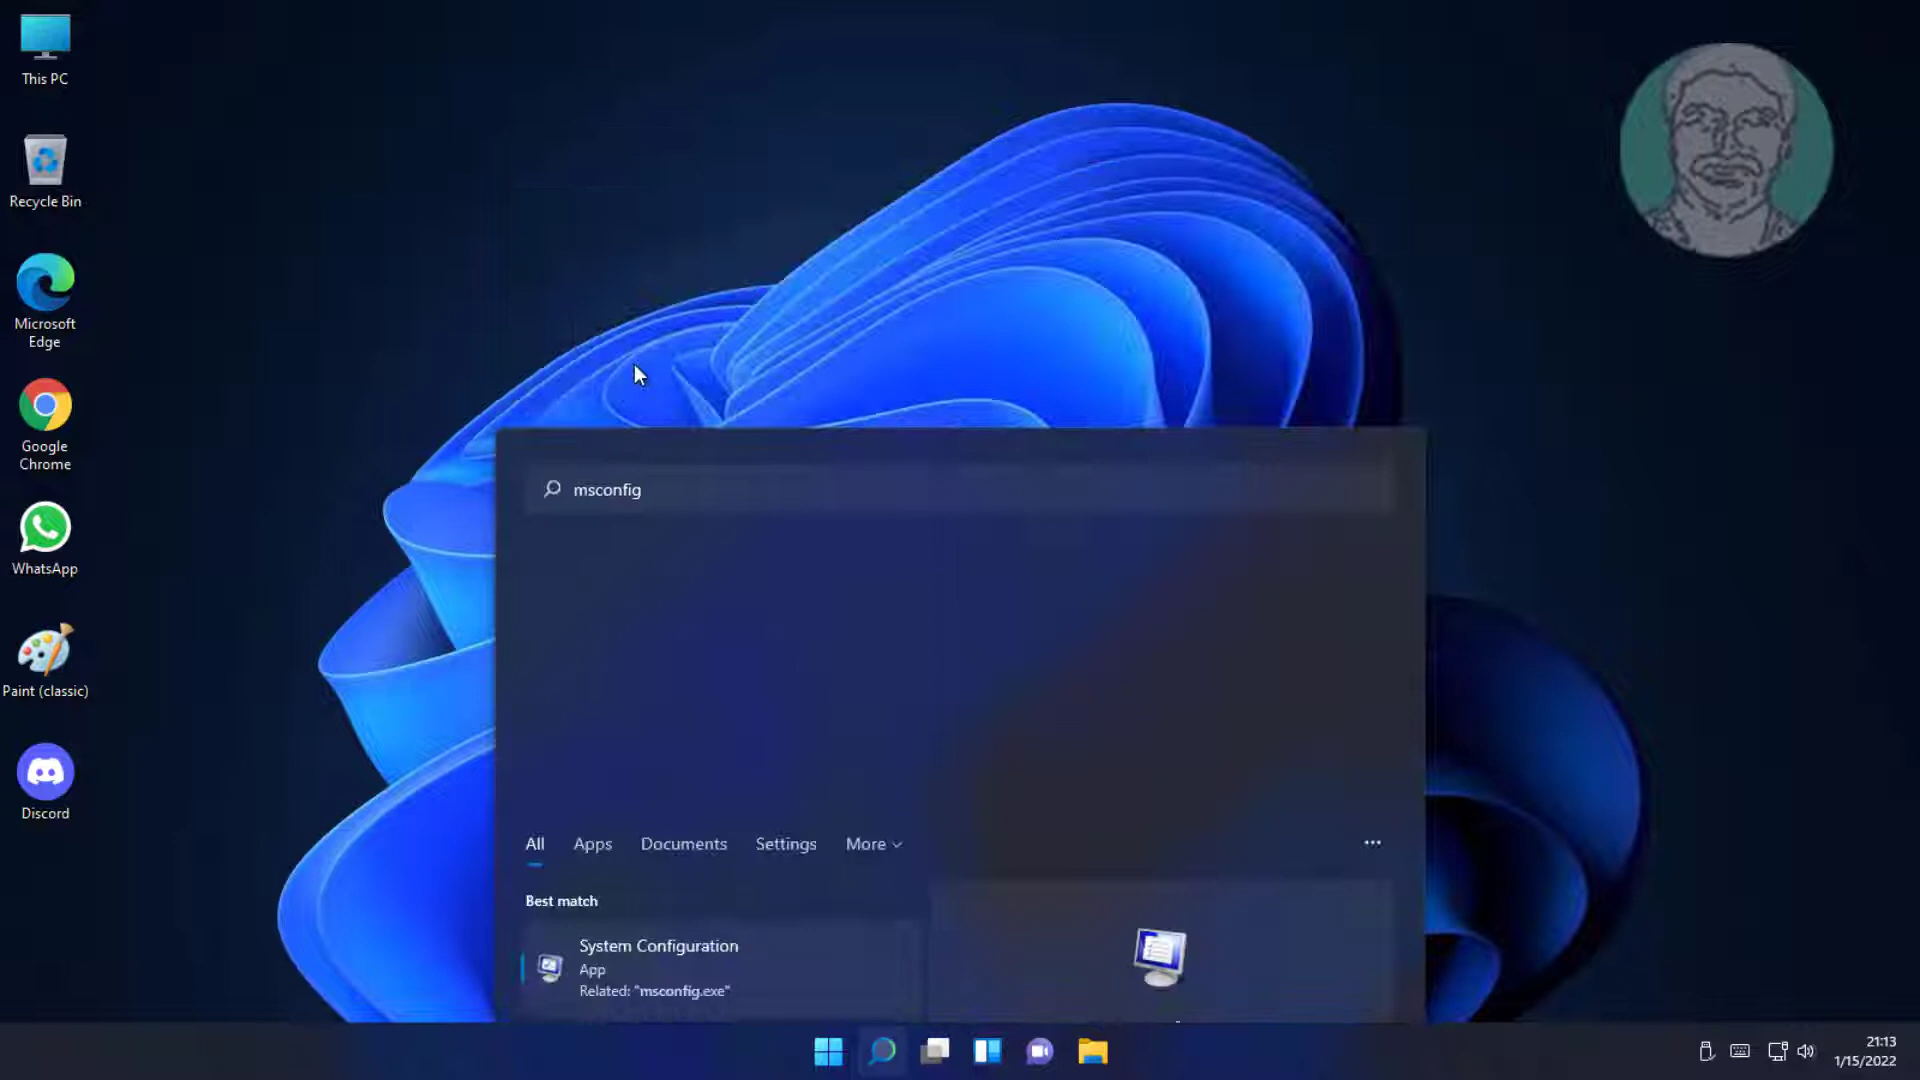 This PC
Recycle Bin
Microsoft
Edge
Google
Chrome
WhatsApp
Paint (classic)
Discord
msconfig
All Apps Documents Settings More
Best match
System Configuration
App
Related: "msconfig.exe"
21:13
1/15/2022